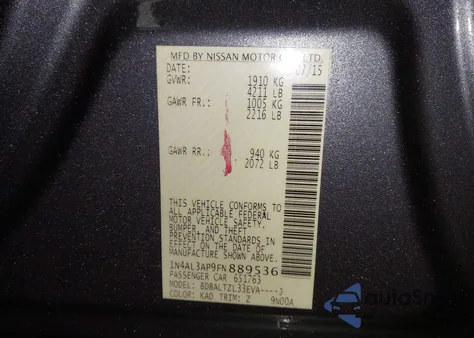 MFD BY NISSAN MOTOR CO., LTD.
DATE: 07/15
GVWR: 1910 KG
4211 LB
GAWR FR.: 1005 KG
2216 LB
GAWR RR.: 940 KG
2072 LB
THIS VEHICLE CONFORMS TO
ALL APPLICABLE FEDERAL
MOTOR VEHICLE SAFETY,
BUMPER, AND THEFT
PREVENTION STANDARDS IN
EFFECT ON THE DATE OF
MANUFACTURE SHOWN ABOVE.
1N4AL3AP9FN889536
PASSENGER CAR 651763
MODEL: BDBALTZL33EVA----J
COLOR: KAD TRIM: Z 9N00A